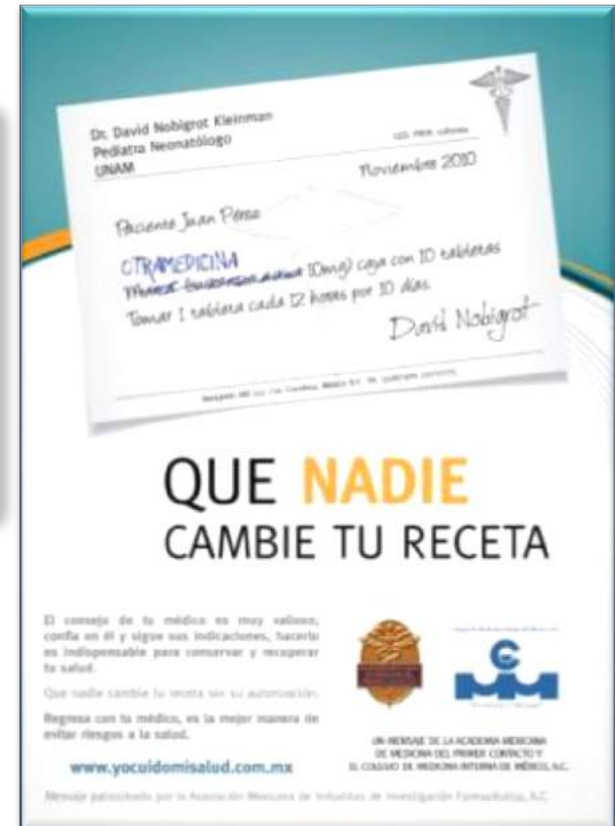 Dr. David Nobigrot Kleinman
Pediatra Neonatólogo
UNAM
Noviembre 2010
Paciente Juan Pérez
OTRAMEDICINA
10mg) caja con 10 tabletas
Tomar 1 tableta cada 12 horas por 10 días.
David Nobigrot
QUE NADIE
CAMBIE TU RECETA
El consejo de tu médico es muy valioso,
confía en él y sigue sus indicaciones, hacerlo
es indispensable para conservar y recuperar
tu salud.
Que nadie cambie tu receta sin su autorización.
Regresa con tu médico, es la mejor manera de
evitar riesgos a la salud.
www.yocuidomisalud.com.mx
UN MENSAJE DE LA ACADEMIA MEXICANA
DE MEDICINA DEL PRIMER CONTACTO Y
EL COLEGIO DE MEDICINA INTERNA DE MÉXICO, A.C.
Mensaje patrocinado por la Asociación Mexicana de Industrias de Investigación Farmacéutica, A.C.